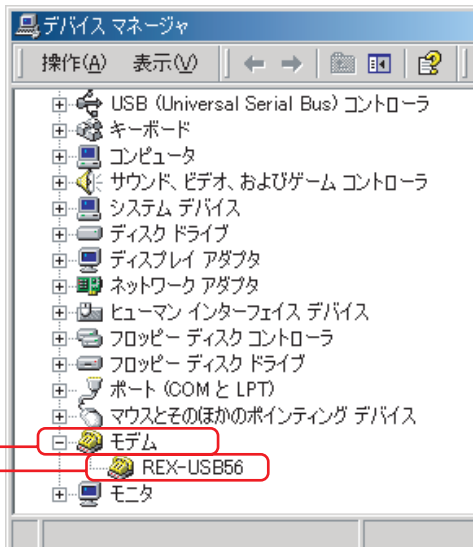 デバイス マネージャ
操作(A) 表示(V)
USB (Universal Serial Bus) コントローラ
キーボード
コンピュータ
サウンド、ビデオ、およびゲーム コントローラ
システム デバイス
ディスク ドライブ
ディスプレイ アダプタ
ネットワーク アダプタ
ヒューマン インターフェイス デバイス
フロッピー ディスク コントローラ
フロッピー ディスク ドライブ
ポート (COM と LPT)
マウスとそのほかのポインティング デバイス
モデム
REX-USB56
モニタ